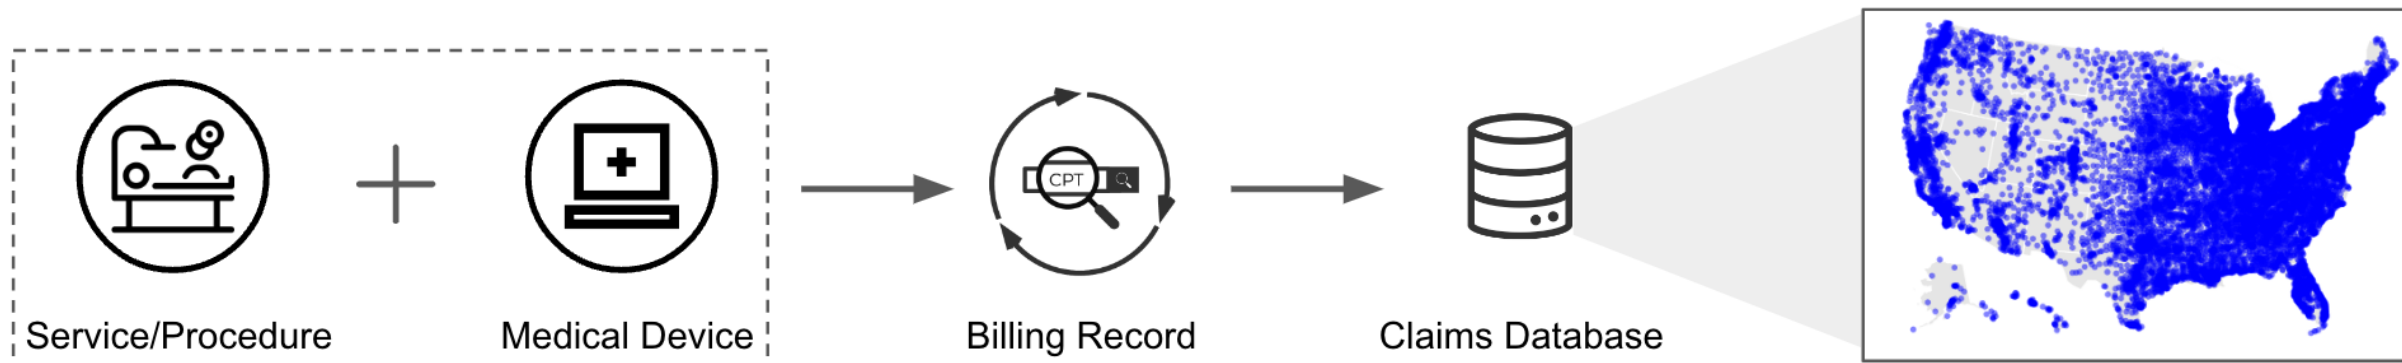 CPT
Service/Procedure
Medical Device
Billing Record
Claims Database